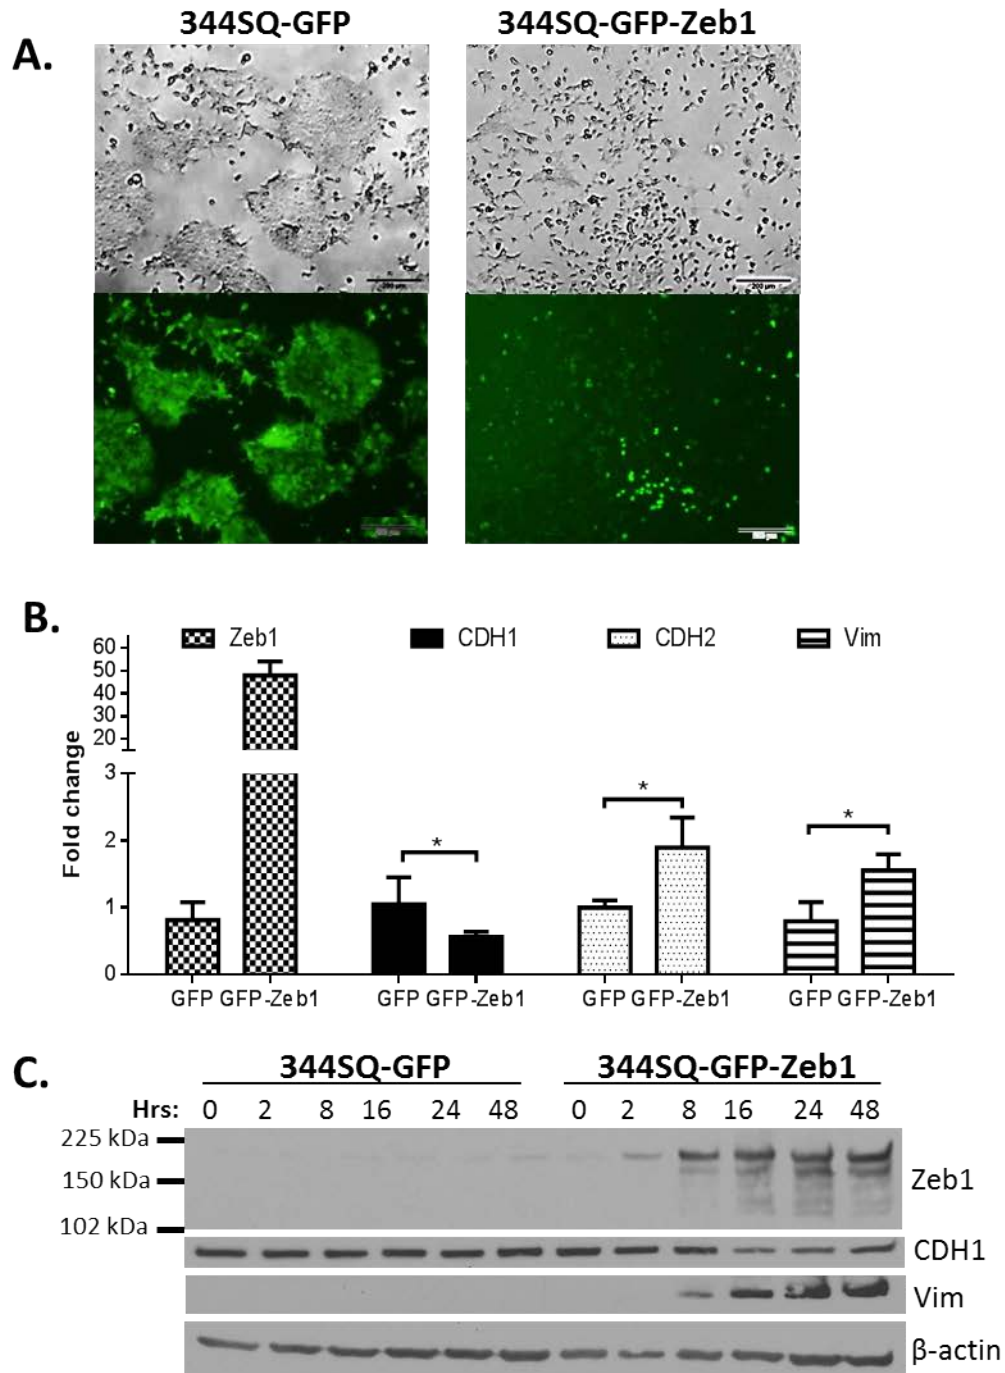 344SQ-GFP 344SQ-GFP-Zeb1
A.
200 µm
B.
Zeb1 CDH1 CDH2 Vim
60
50
40
30
20
3
2
1
0
Fold change
*
*
*
GFP GFP-Zeb1 GFP GFP-Zeb1 GFP GFP-Zeb1 GFP GFP-Zeb1
C.
344SQ-GFP 344SQ-GFP-Zeb1
Hrs: 0 2 8 16 24 48 0 2 8 16 24 48
225 kDa
150 kDa
102 kDa
Zeb1
CDH1
Vim
β-actin